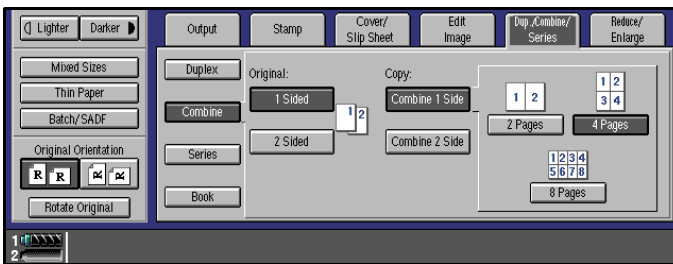 Lighter Darker
Mixed Sizes
Thin Paper
Batch/SADF
Original Orientation
R R R R
Rotate Original
Output Stamp Cover/ Slip Sheet Edit Image Dup./Combine/ Series Reduce/ Enlarge
Duplex
Combine
Series
Book
Original:
1 Sided
2 Sided
1 2
Copy:
Combine 1 Side
Combine 2 Side
1 2
2 Pages
1 2
3 4
4 Pages
1 2 3 4
5 6 7 8
8 Pages
1
2